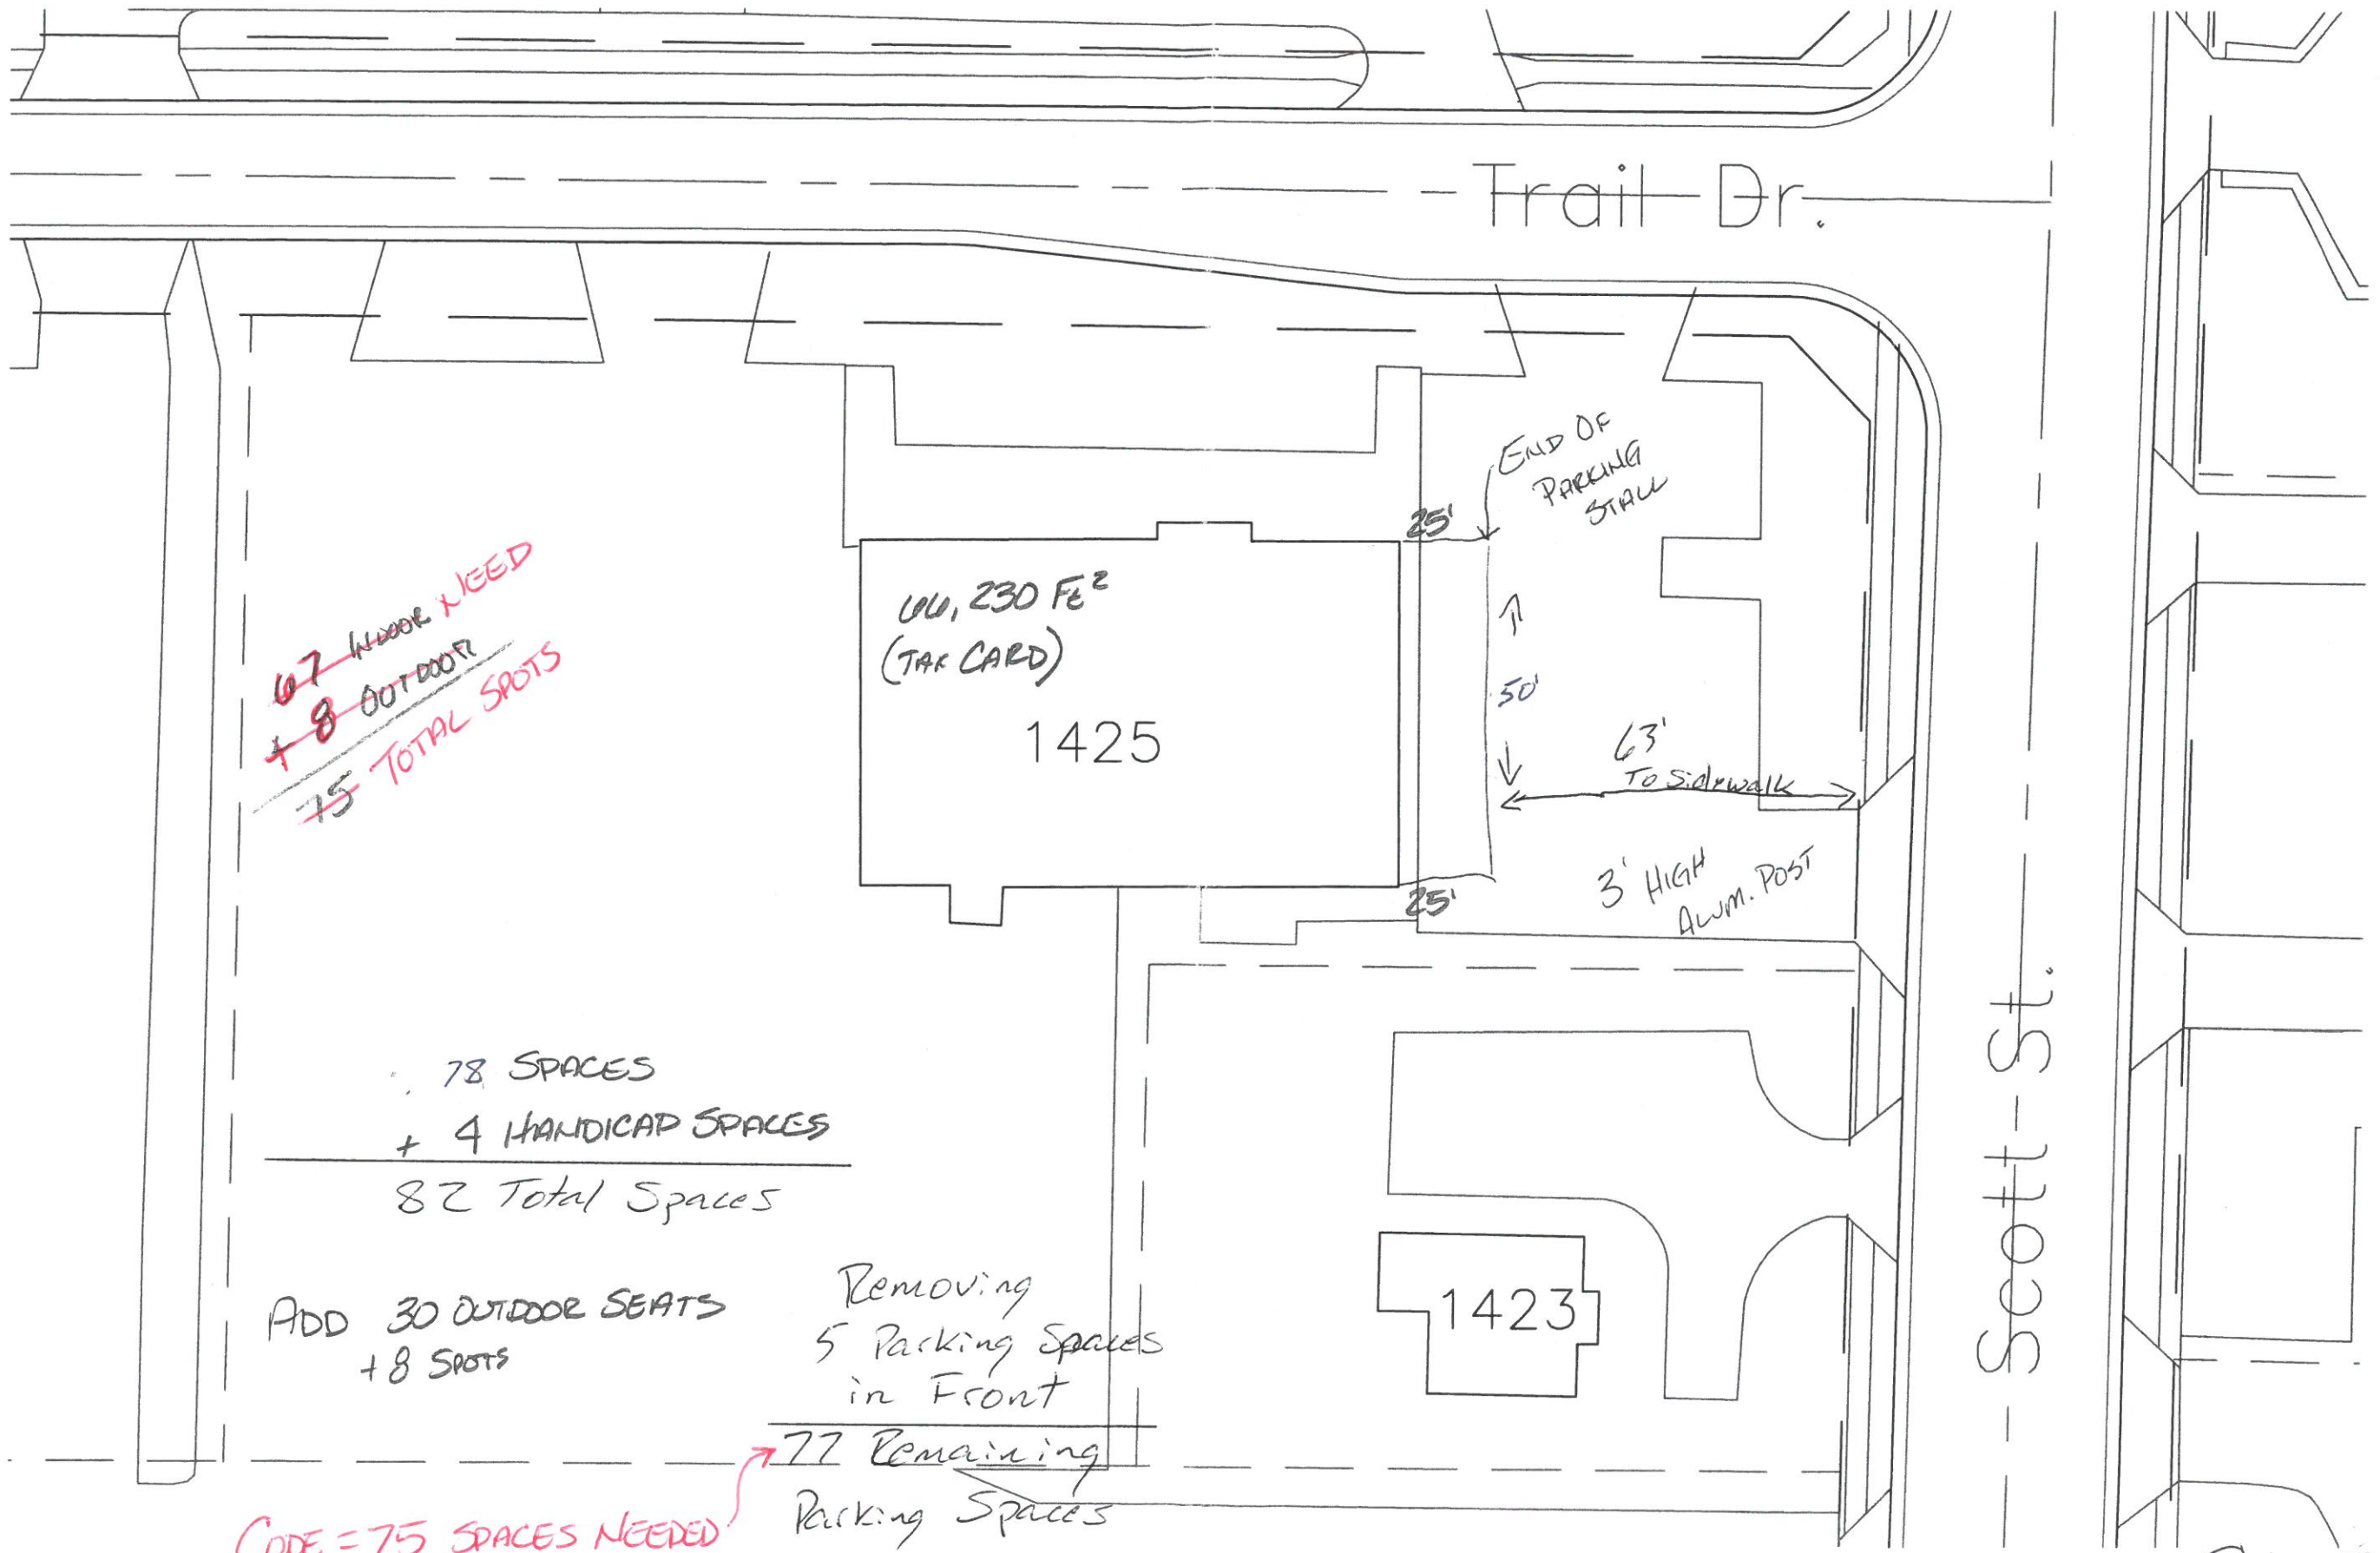 Trail Dr.
END OF
PARKING
STALL
25'
66,230 Ft²
(TAX CARD)
1425
50'
63'
To Sidewalk
25'
3' HIGH
ALUM. POST
67 INDOOR NEED
+ 8 OUTDOOR
75 TOTAL SPOTS
78 SPACES
+ 4 HANDICAP SPACES
82 Total Spaces
ADD 30 OUTDOOR SEATS
+8 SPOTS
Removing
5 Parking Spaces
in Front
77 Remaining
Parking Spaces
CODE = 75 SPACES NEEDED
1423
Scott St.